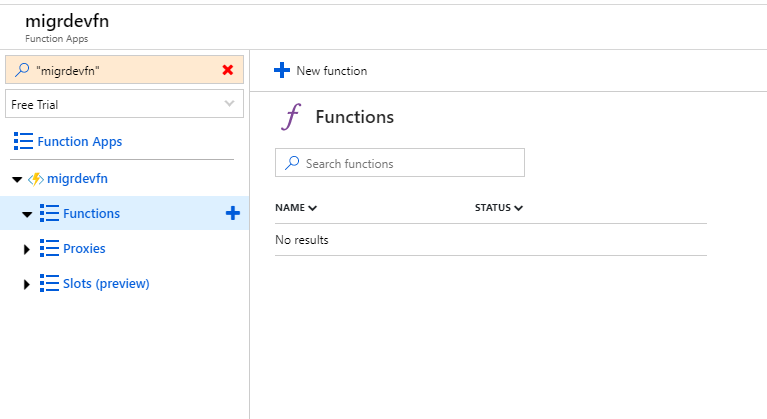 migrdevfn
Function Apps
"migrdevfn"
Free Trial
Function Apps
migrdevfn
Functions
Proxies
Slots (preview)
New function
Functions
Search functions
NAME STATUS
No results